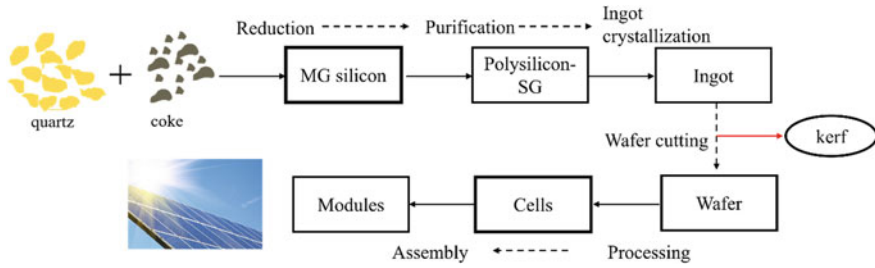 Reduction
Purification
Ingot
crystallization
quartz
coke
MG silicon
Polysilicon-
SG
Ingot
Wafer cutting
kerf
Modules
Cells
Wafer
Assembly
Processing